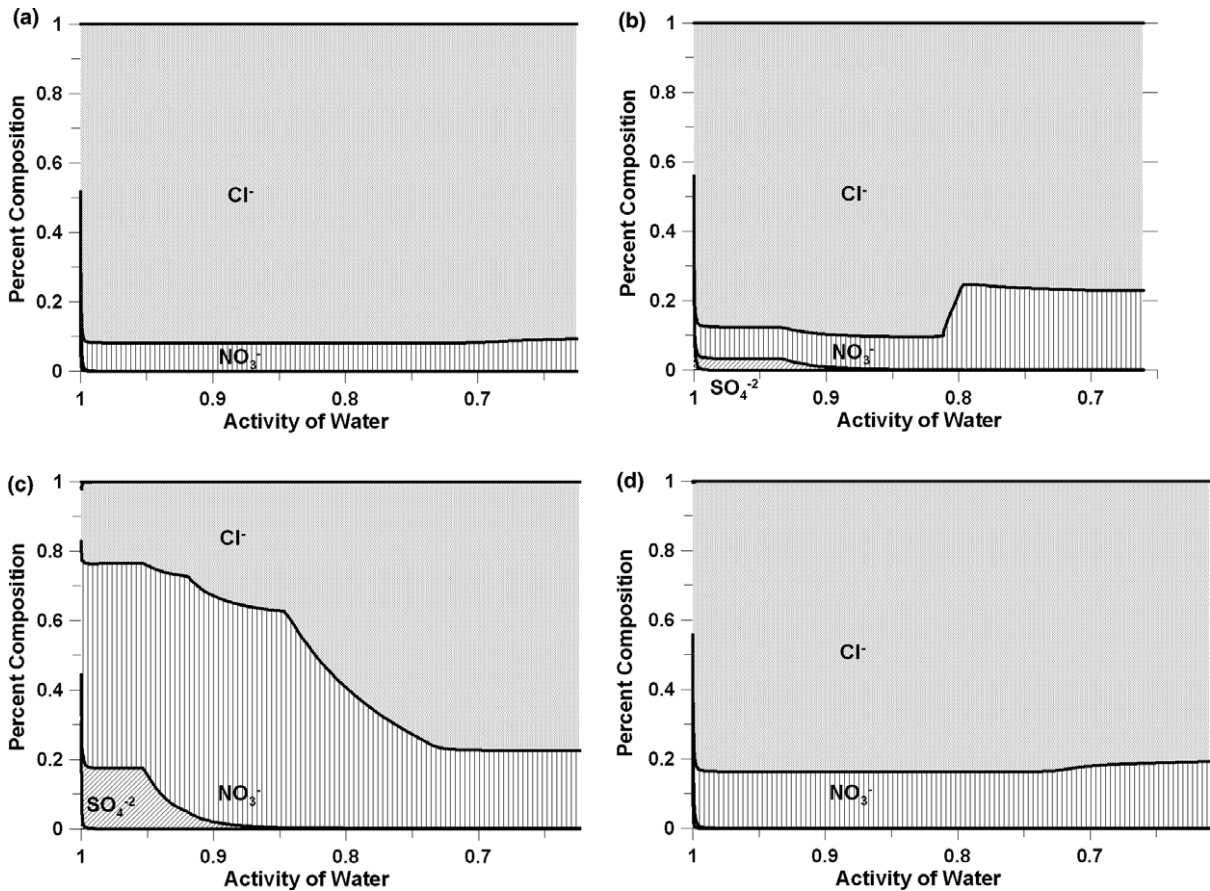 (a)
1
0.8
0.6
0.4
0.2
0
Percent Composition
Cl⁻
NO₃⁻
1
0.9
0.8
0.7
Activity of Water
(b)
1
0.8
0.6
0.4
0.2
0
Percent Composition
Cl⁻
NO₃⁻
SO₄⁻²
1
0.9
0.8
0.7
Activity of Water
(c)
1
0.8
0.6
0.4
0.2
0
Percent Composition
Cl⁻
NO₃⁻
SO₄⁻²
1
0.9
0.8
0.7
Activity of Water
(d)
1
0.8
0.6
0.4
0.2
0
Percent Composition
Cl⁻
NO₃⁻
1
0.9
0.8
0.7
Activity of Water